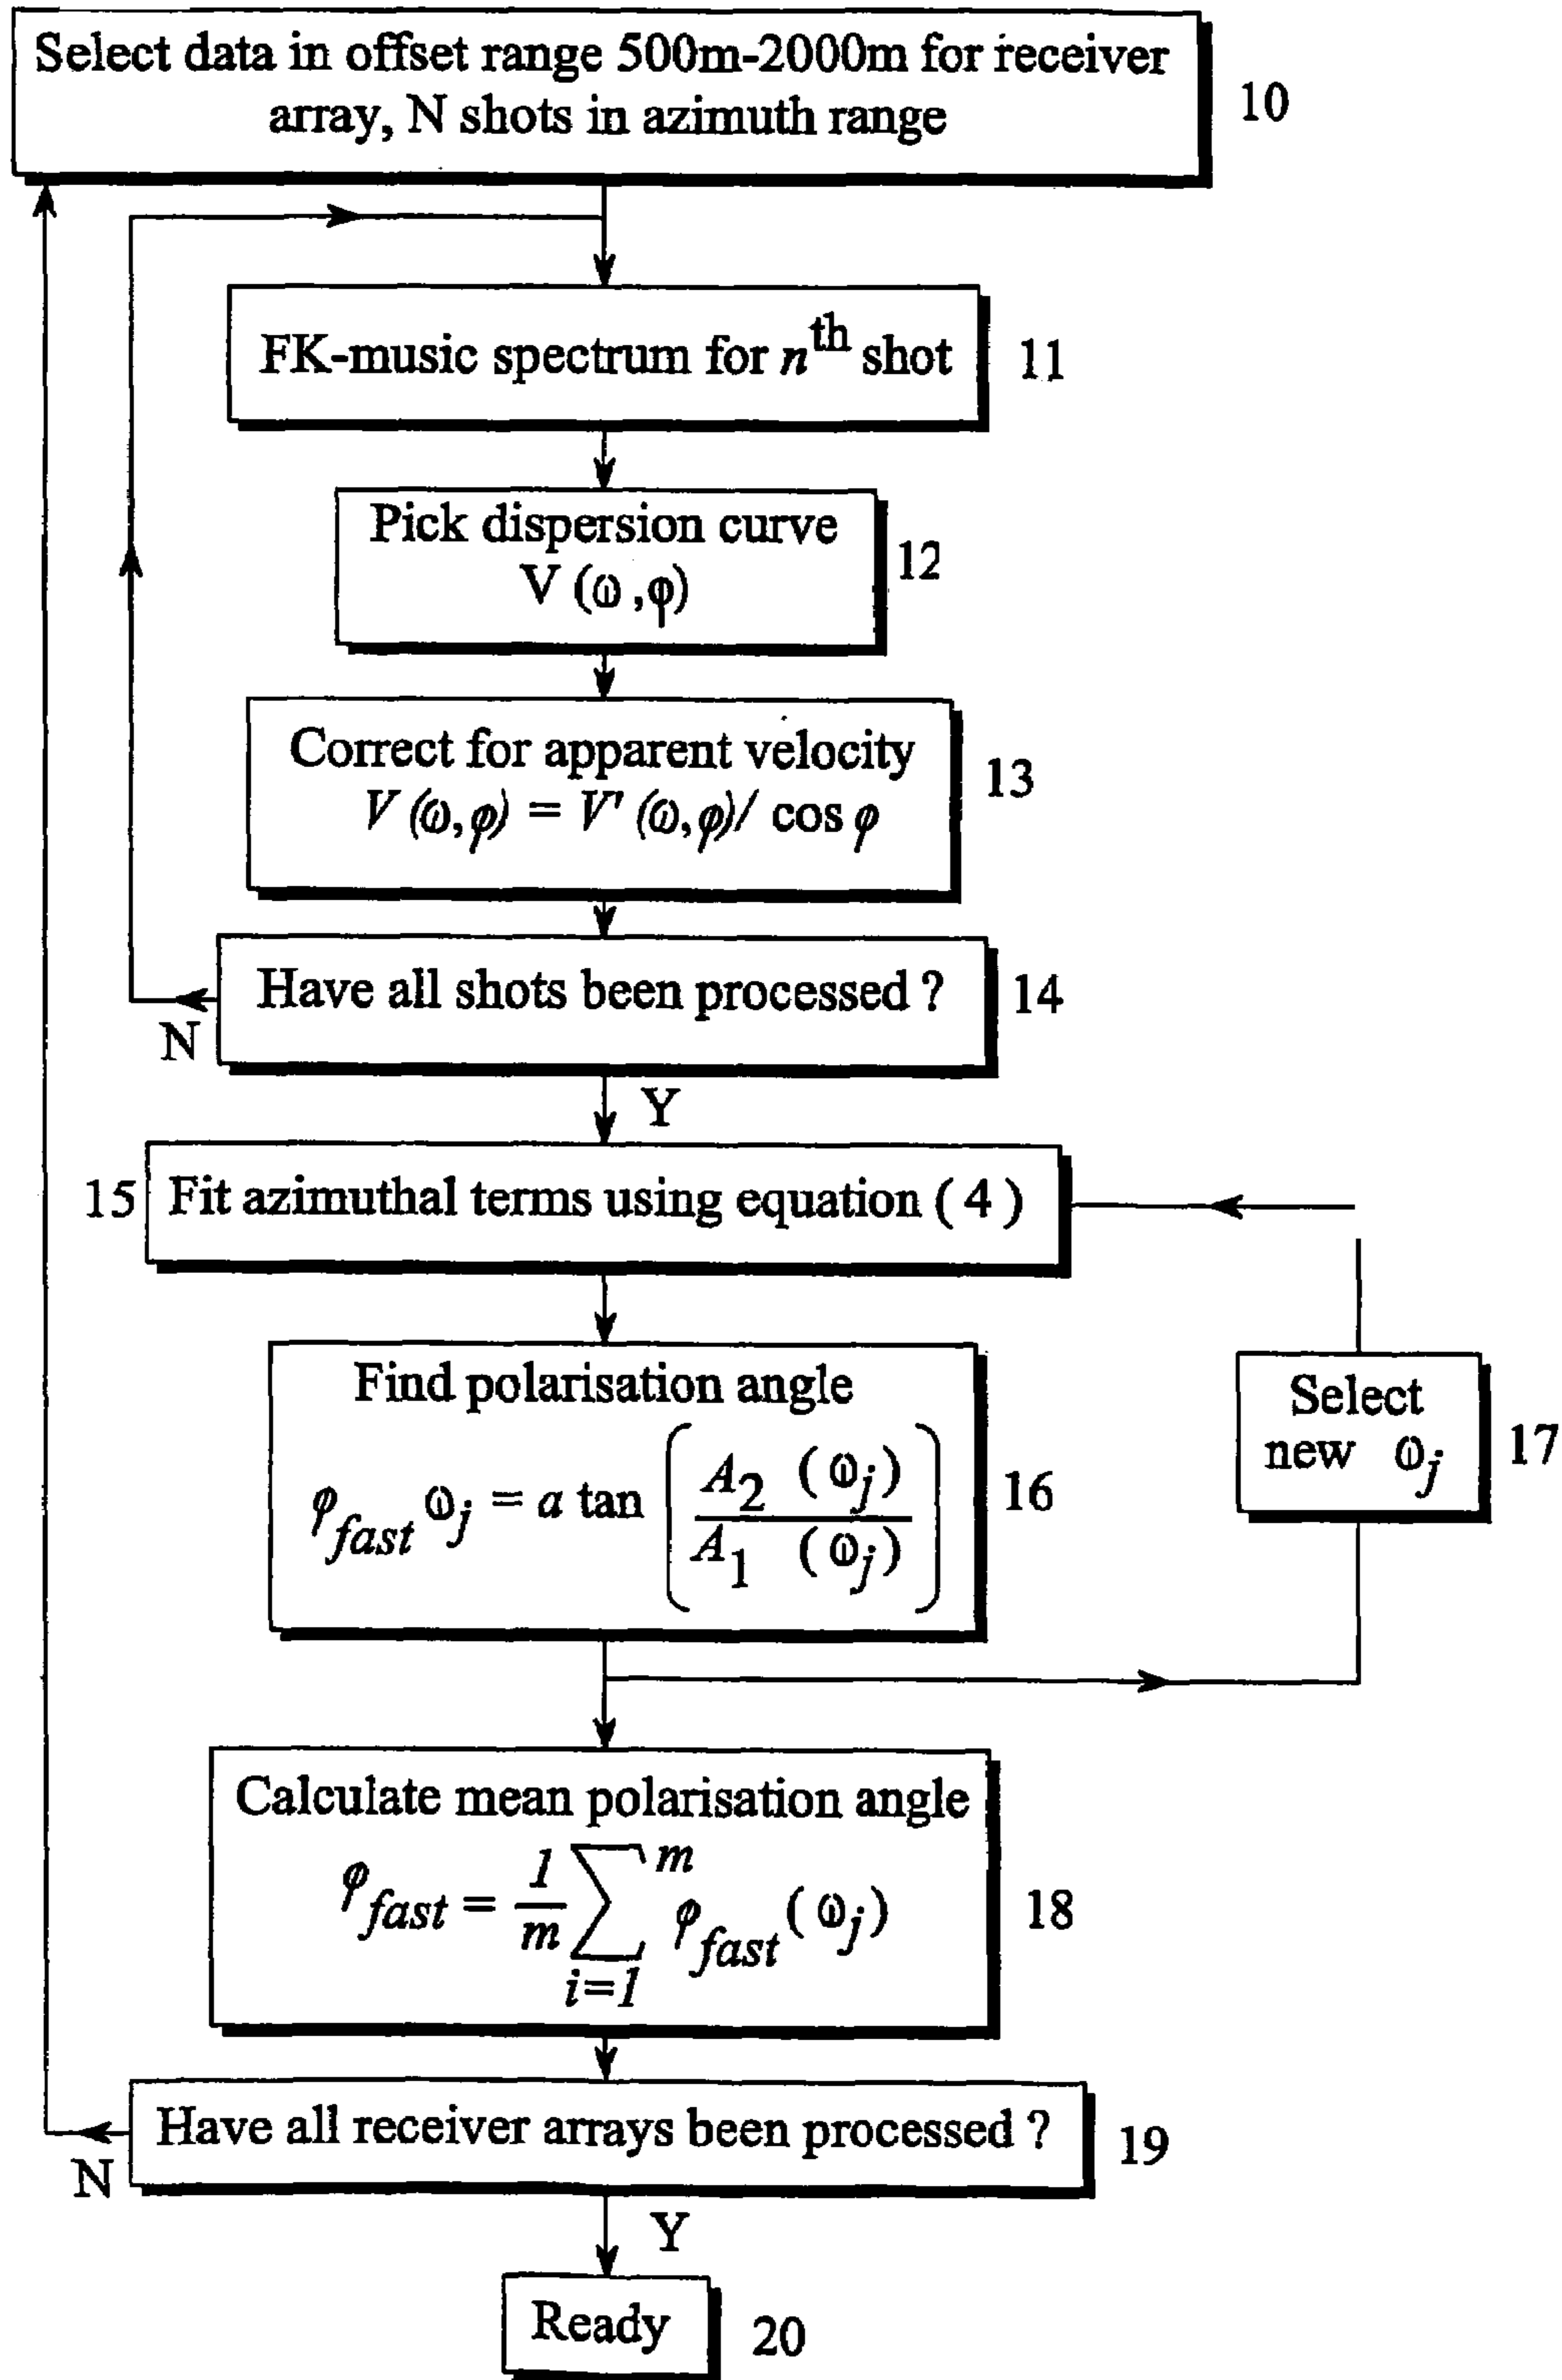 Select data in offset range 500m-2000m for receiver
array, N shots in azimuth range
10
FK-music spectrum for nth shot
11
Pick dispersion curve
V (ω ,φ)
12
Correct for apparent velocity
V (ω,φ) = V' (ω,φ)/ cos φ
13
Have all shots been processed ?
14
N
Y
15
Fit azimuthal terms using equation ( 4 )
Find polarisation angle
φfast ωj = a tan ( A2 (ωj) / A1 (ωj) )
16
Select
new ωj
17
Calculate mean polarisation angle
φfast = 1/m ∑ i=1 m φfast ( ωj)
18
Have all receiver arrays been processed ?
19
N
Y
Ready
20